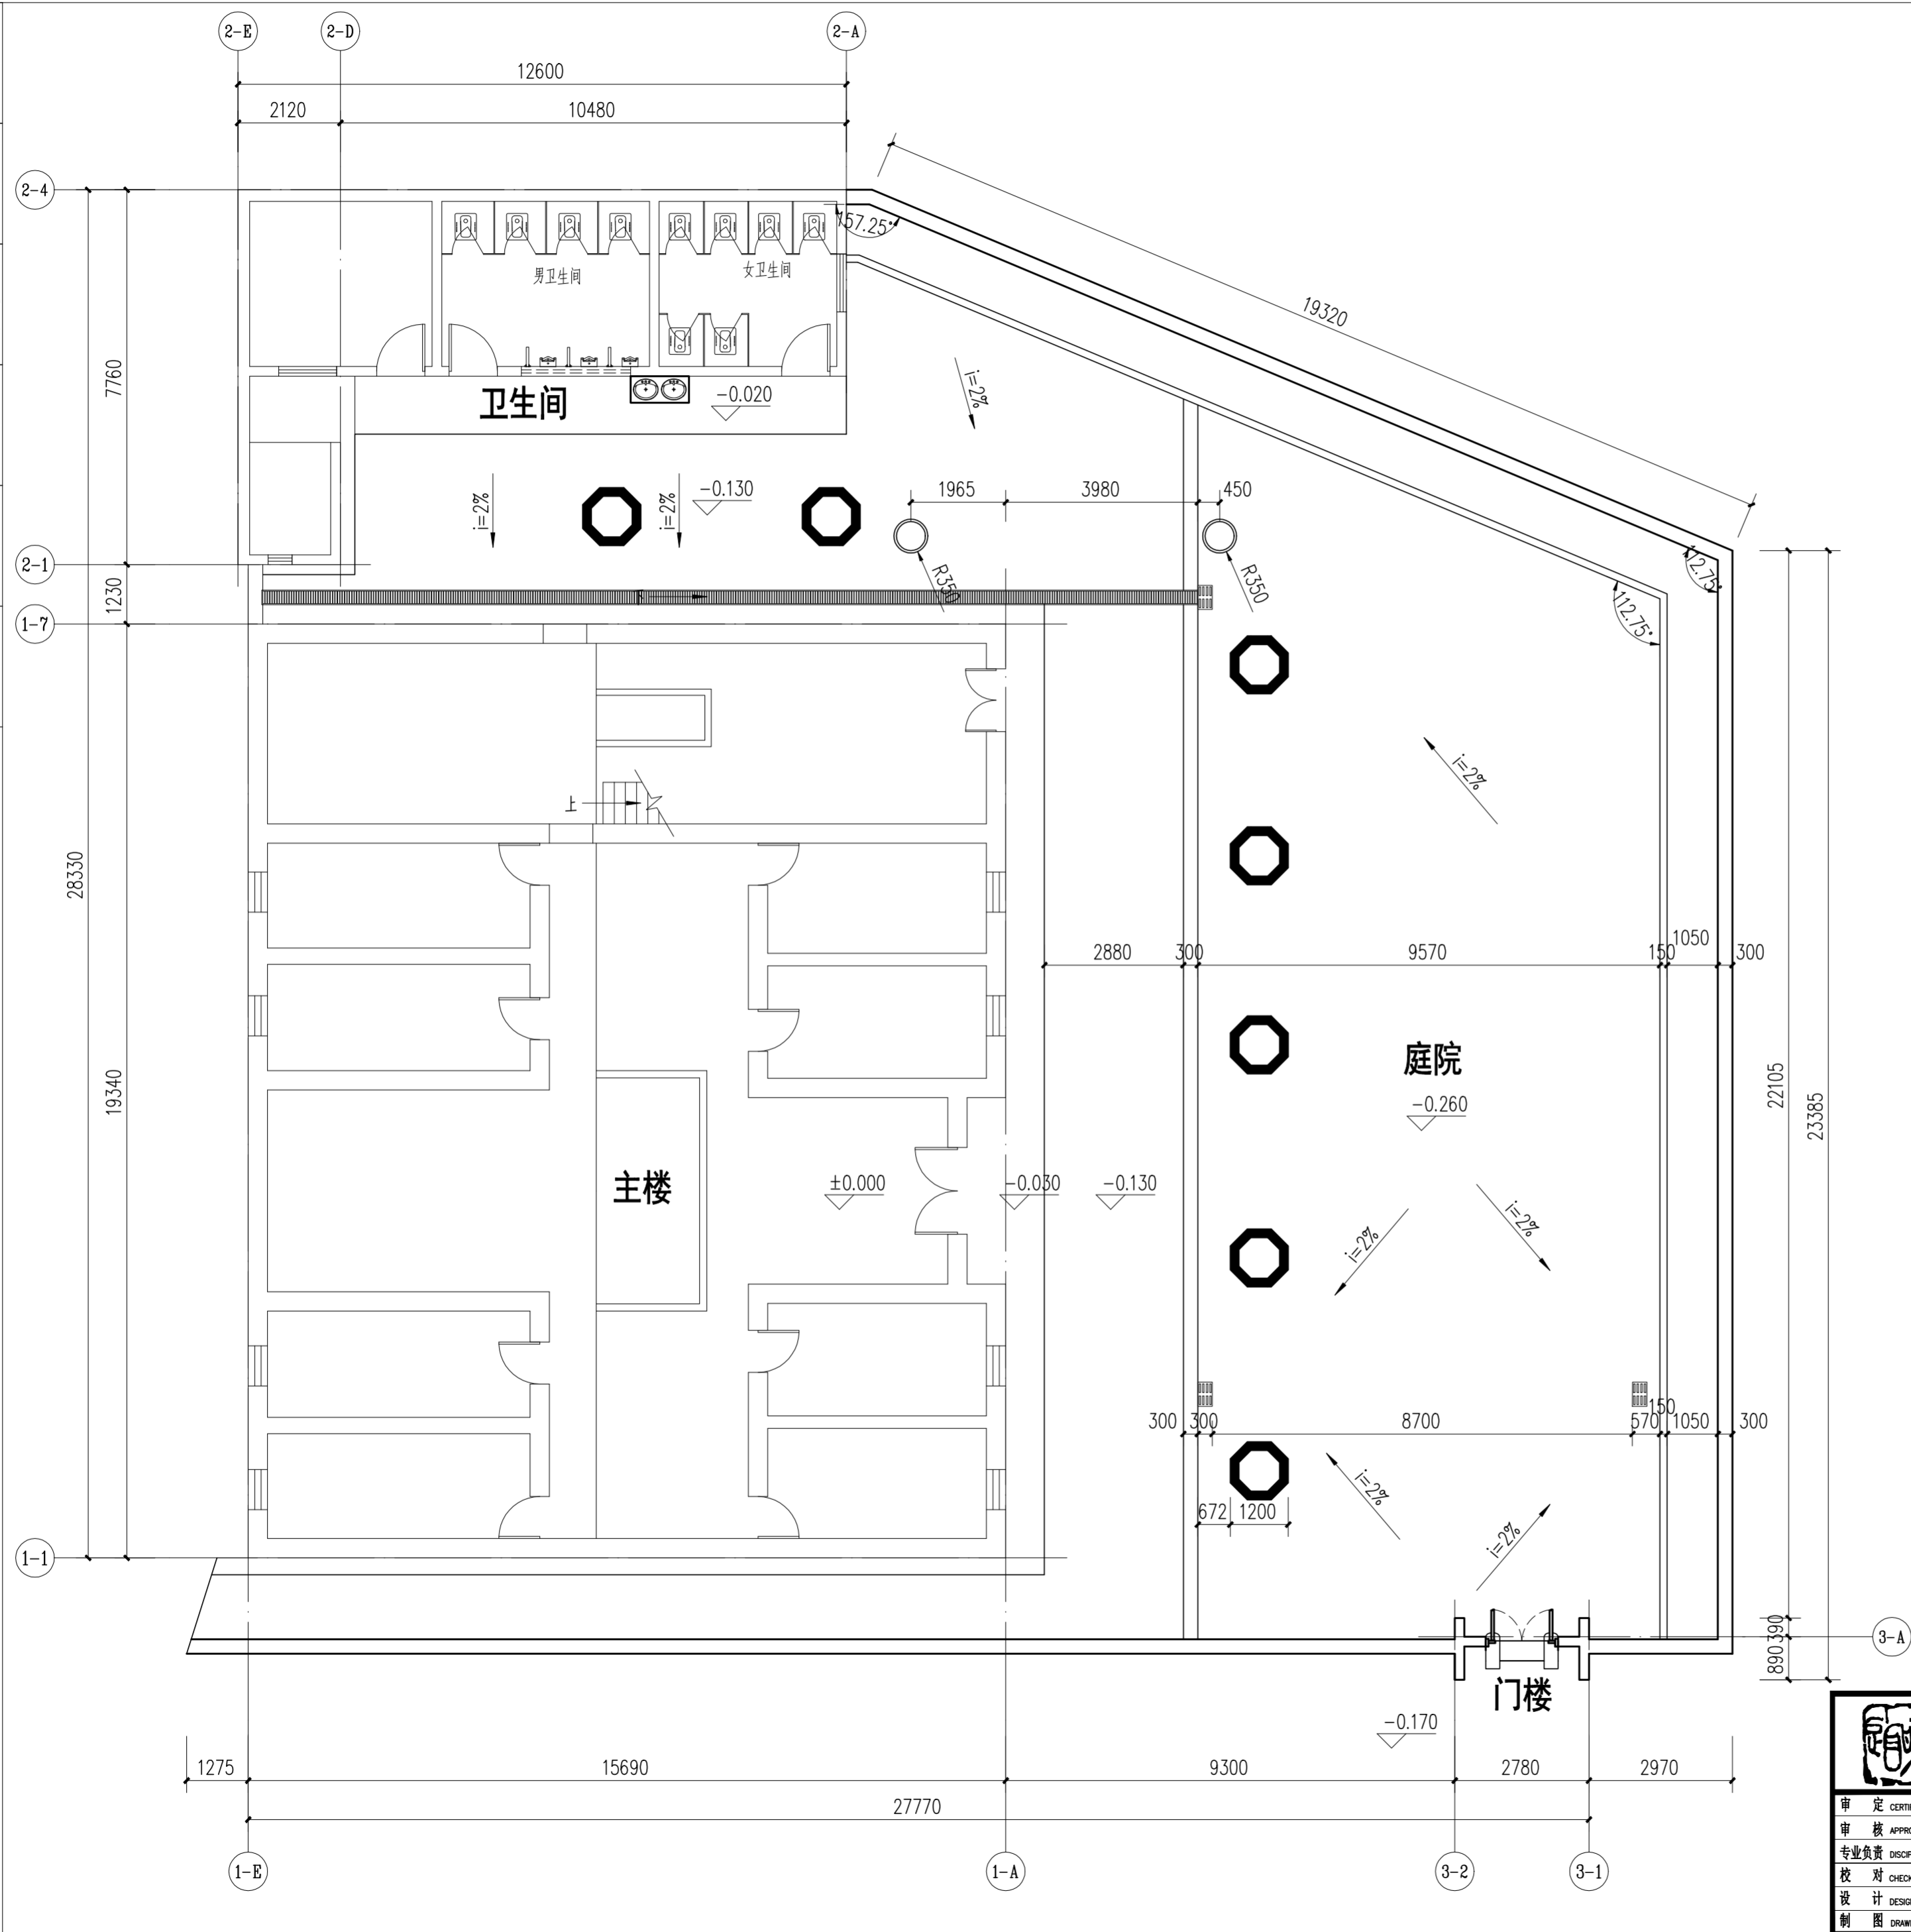 2-E 2-D 2-A
12600
2120 10480
2-4
157.25°
男卫生间 女卫生间
19320
7760
i=2%
卫生间 -0.020
i=2% i=2% -0.130 1965 3980 450
2-1
R350 R350
112.75°
1230
112.75°
1-7
i=2%
上
28330
2880 300 9570 150 1050 300
庭院
22105
23385
19340
-0.260
主楼 ±0.000 -0.030 -0.130
i=2% i=2%
300 300 8700 570 150 1050 300
i=2%
672 1200
i=2%
1-1
390
890
3-A
门楼
-0.170
1275 15690 9300 2780 2970
27770
1-E 1-A 3-2 3-1
审 定
审 核
专业负责
校 对 CHECK
设 计
制 图